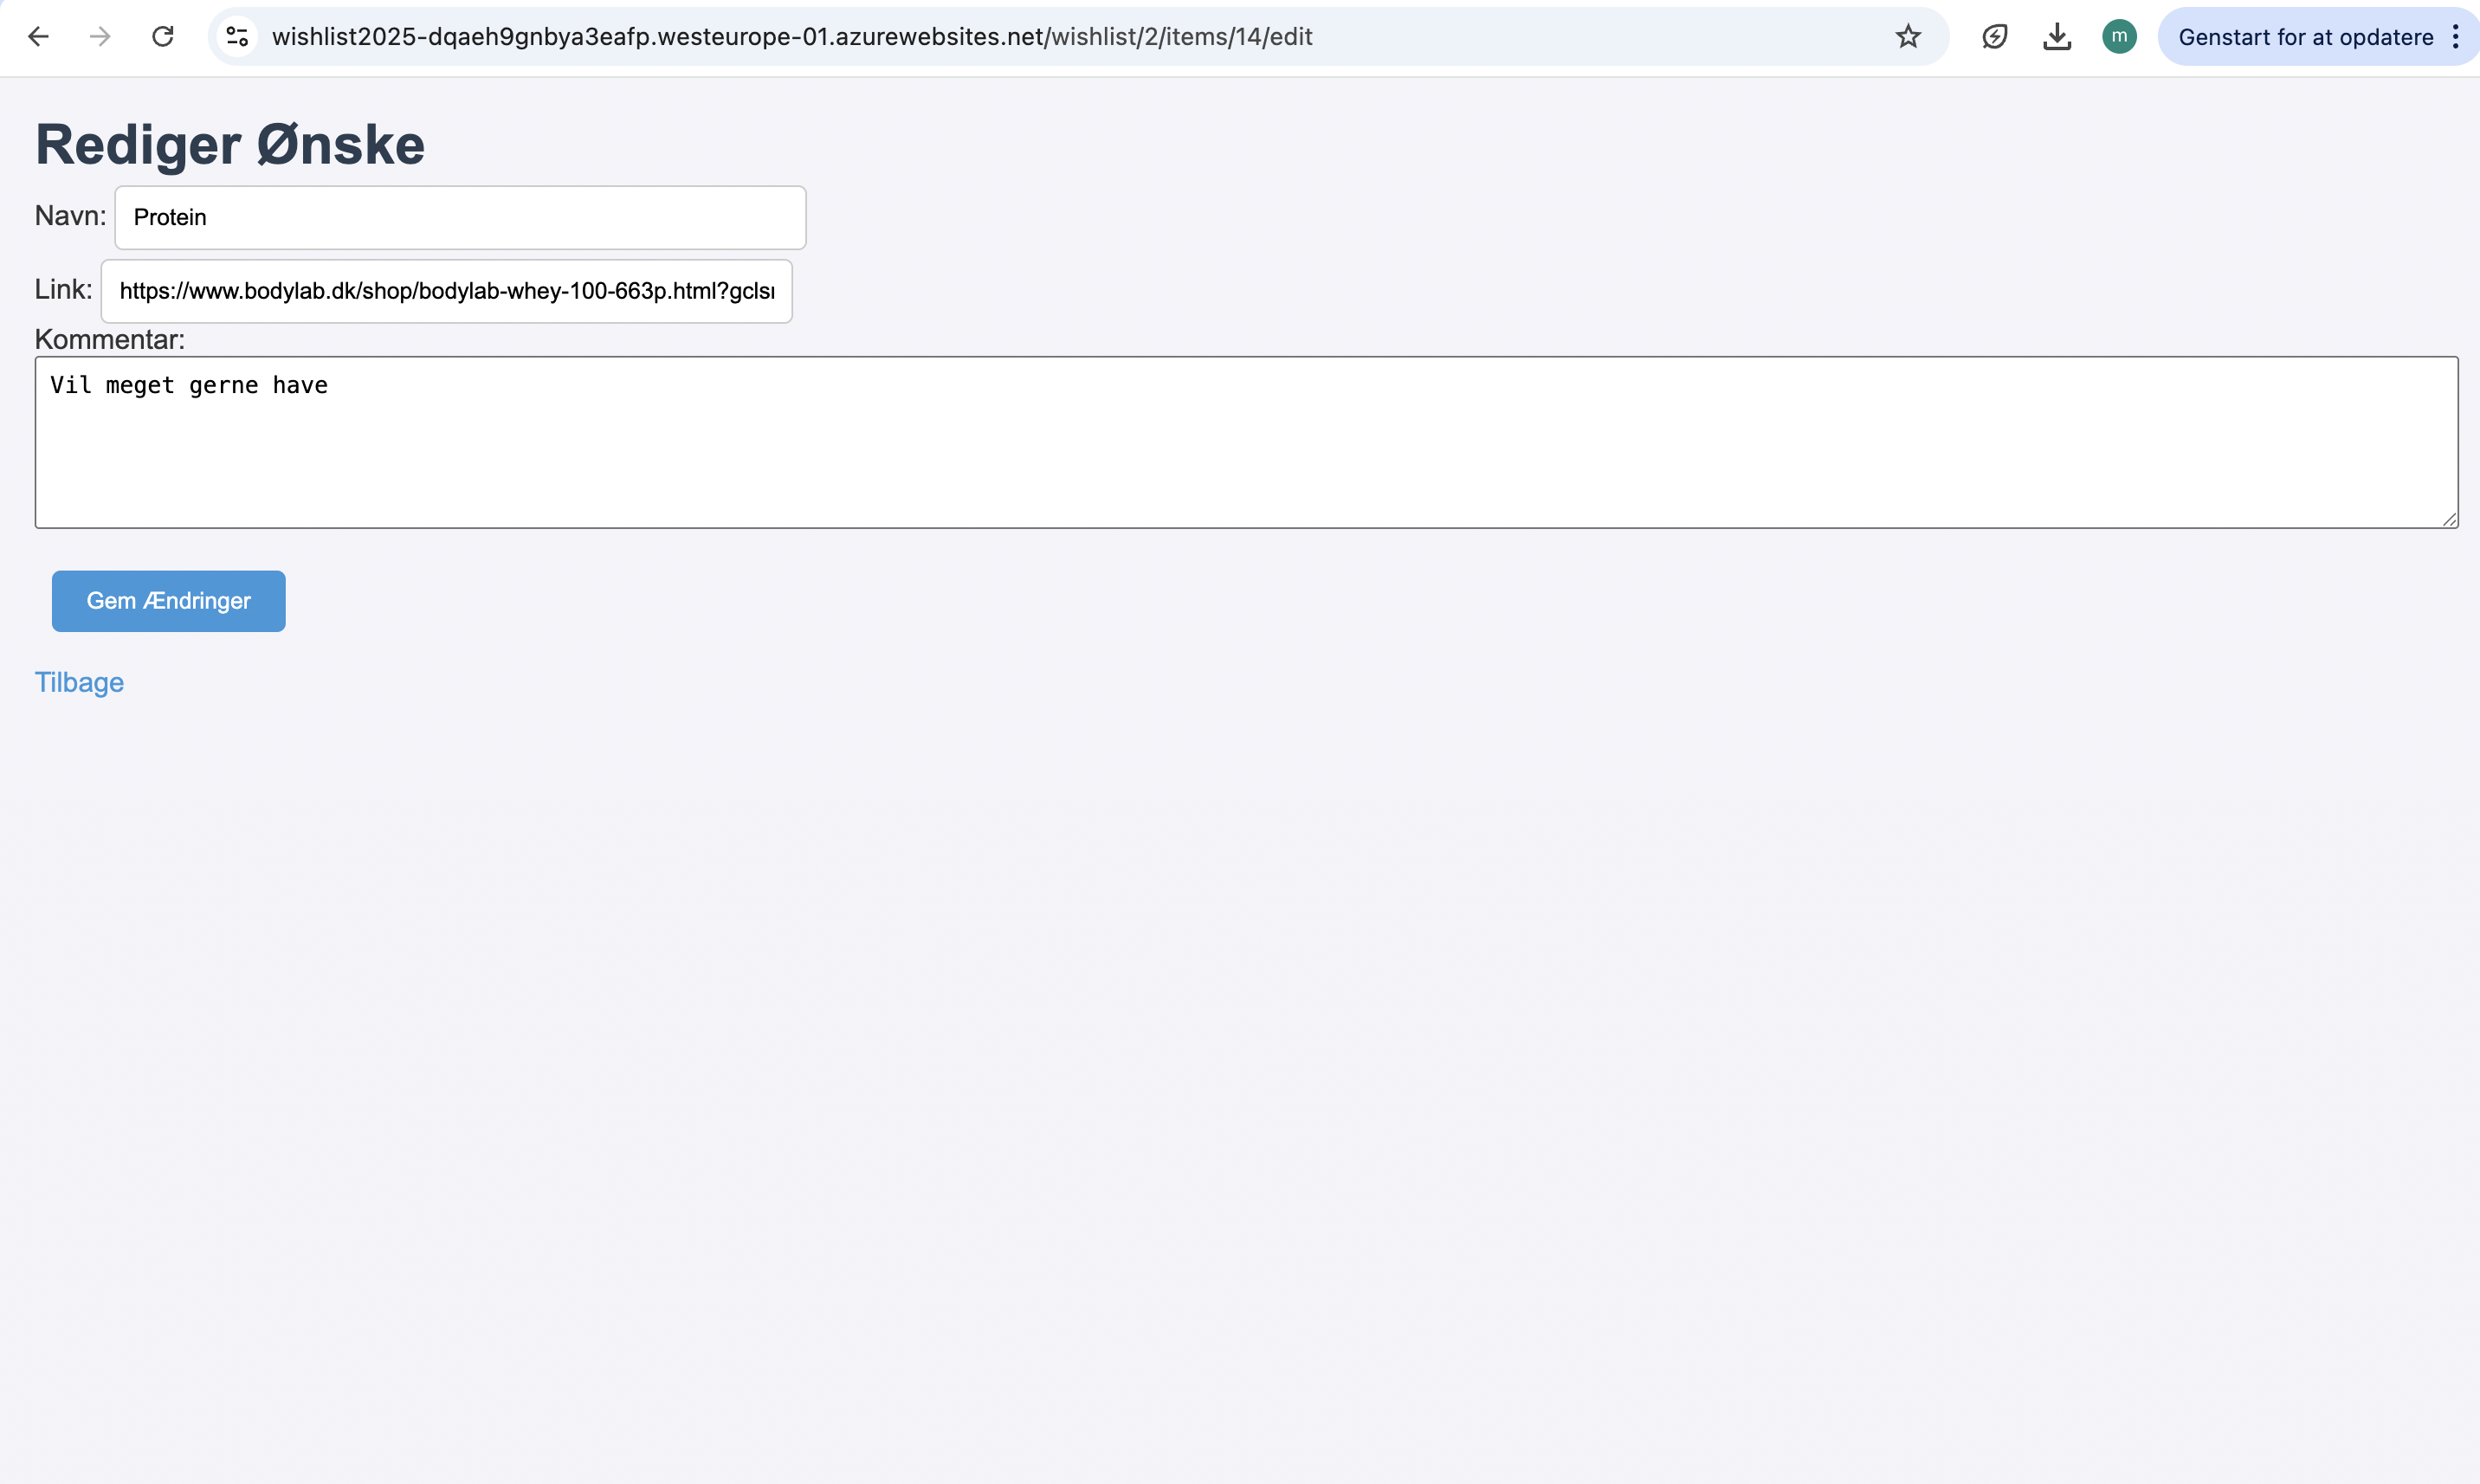 wishlist2025-dqaeh9gnbya3eafp.westeurope-01.azurewebsites.net/wishlist/2/items/14/edit
m
Genstart for at opdatere
Rediger Ønske
Navn: Protein
Link: https://www.bodylab.dk/shop/bodylab-whey-100-663p.html?gclsr
Kommentar:
Vil meget gerne have
Gem Ændringer
Tilbage